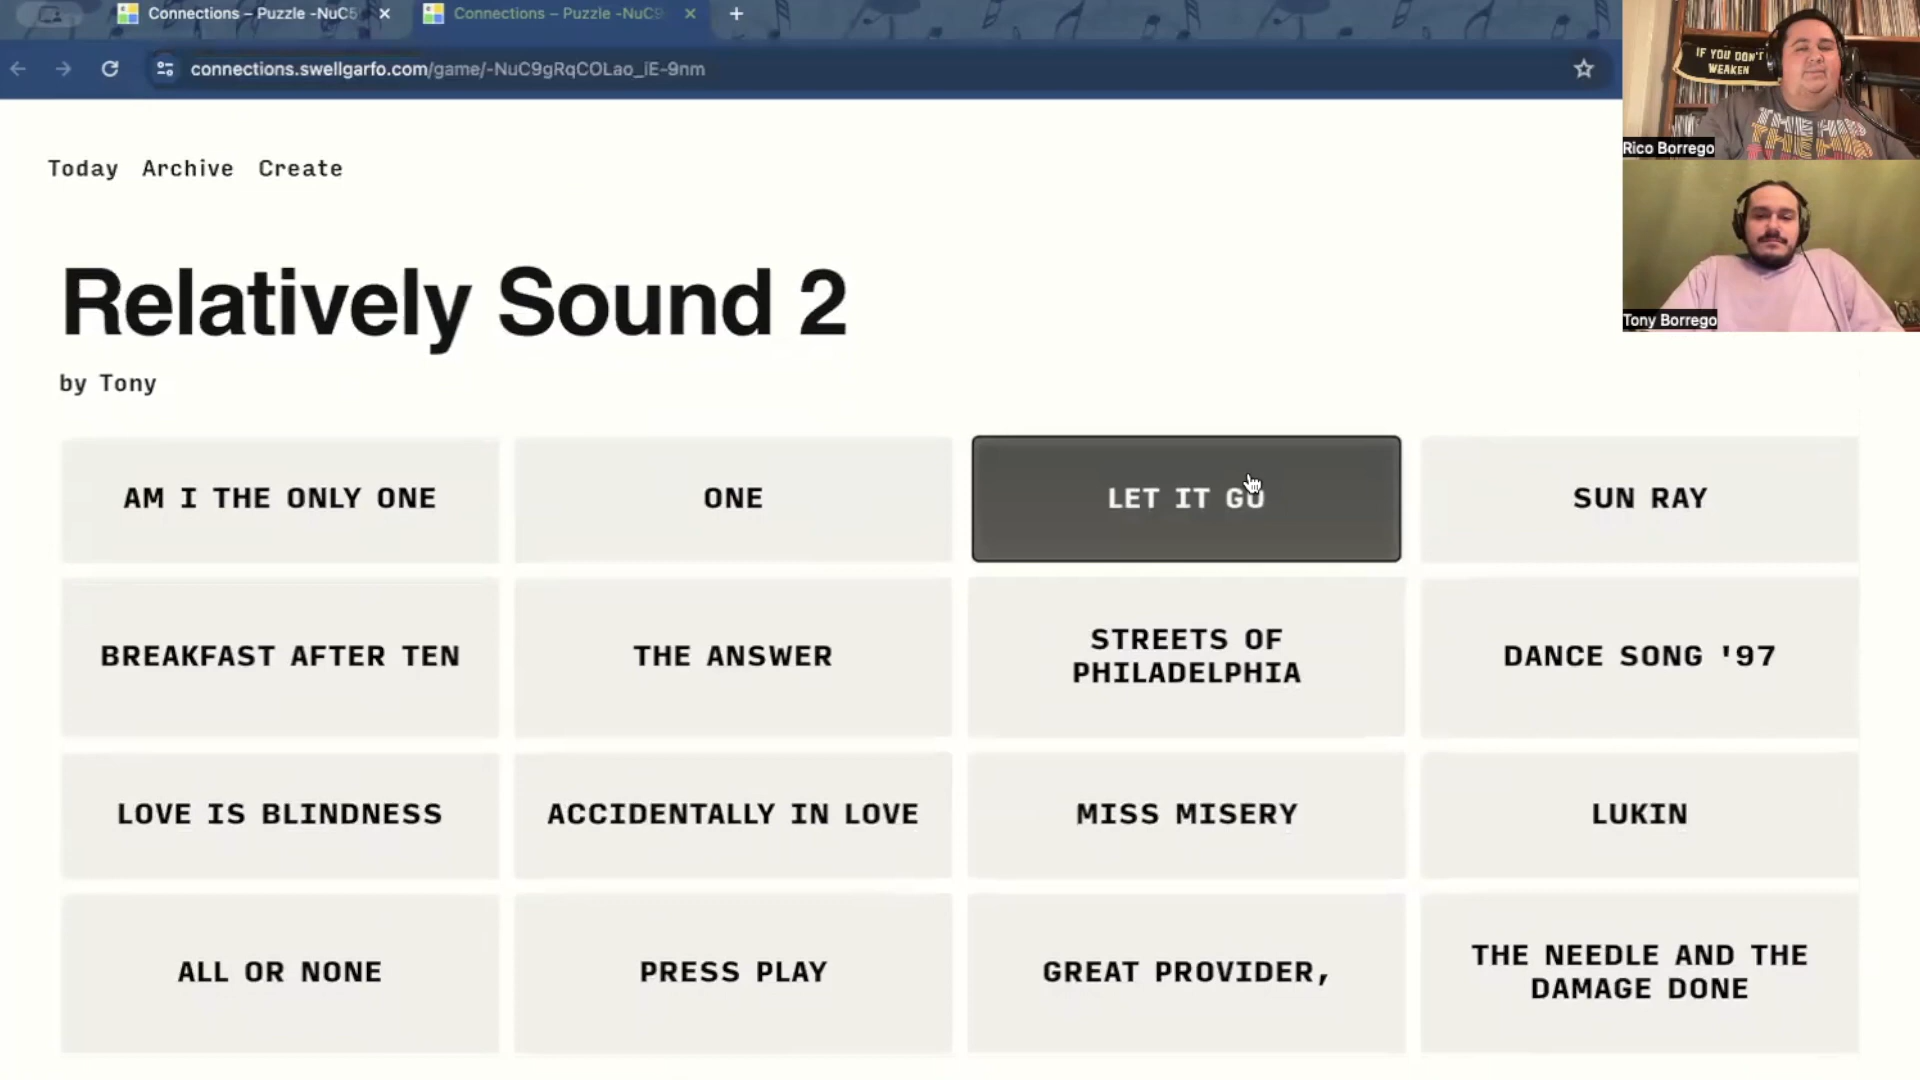 Connections – Puzzle -NuC5
Connections – Puzzle -NuC9
connections.swellgarfo.com/game/-NuC9gRqCOLao_iE-9nm
IF YOU DON'T
WEAKEN
Rico Borrego
Tony Borrego
Today Archive Create
Relatively Sound 2
by Tony
AM I THE ONLY ONE
ONE
LET IT GO
SUN RAY
BREAKFAST AFTER TEN
THE ANSWER
STREETS OF
PHILADELPHIA
DANCE SONG '97
LOVE IS BLINDNESS
ACCIDENTALLY IN LOVE
MISS MISERY
LUKIN
ALL OR NONE
PRESS PLAY
GREAT PROVIDER,
THE NEEDLE AND THE
DAMAGE DONE